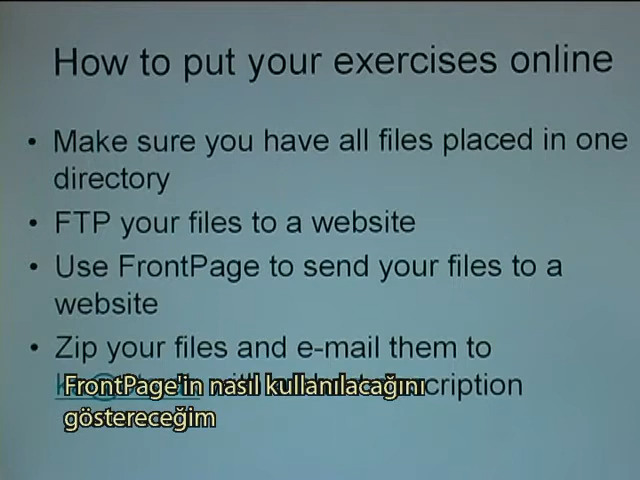 How to put your exercises online
• Make sure you have all files placed in one
directory
• FTP your files to a website
• Use FrontPage to send your files to a
website
• Zip your files and e-mail them to
FrontPage'in nasıl kullanılacağını
göstereceğim